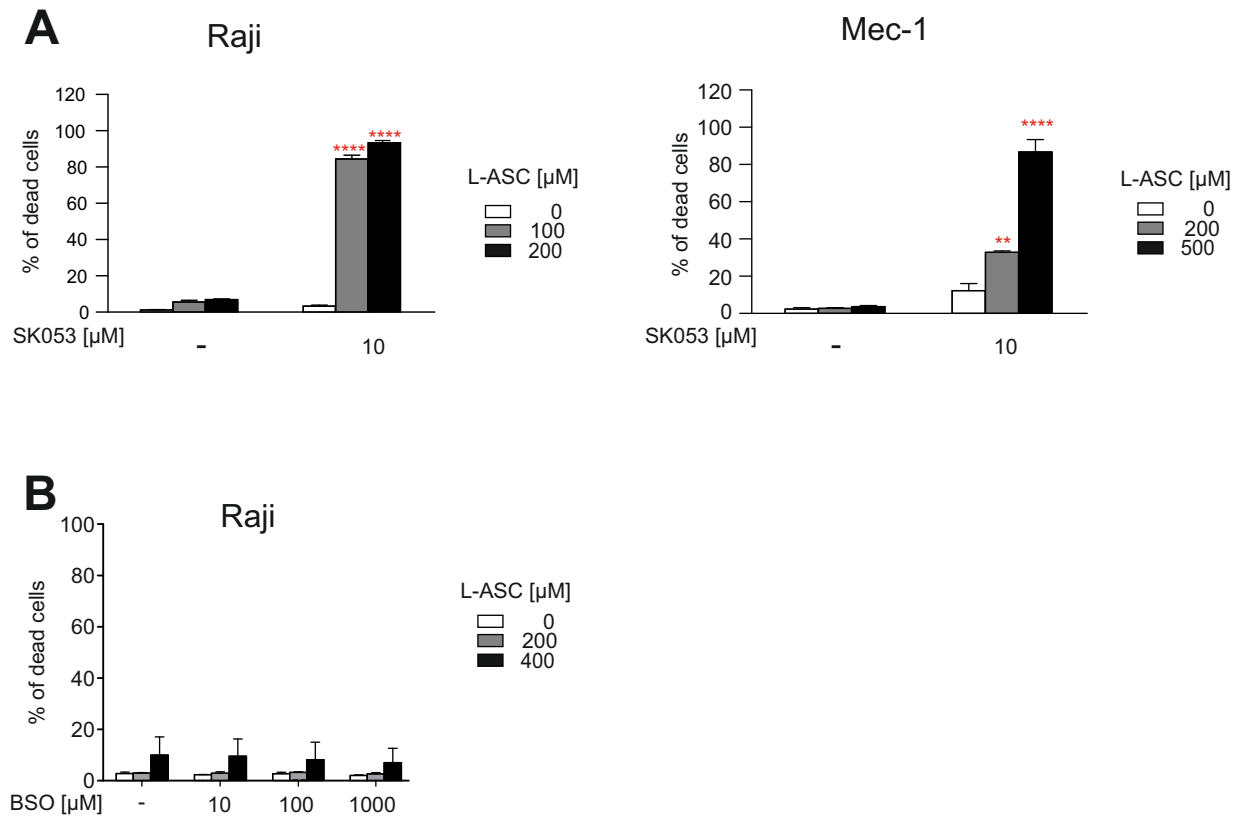 A
Raji
120
100
80
60
40
20
0
% of dead cells
****
****
L-ASC [µM]
0
100
200
SK053 [µM]
-
10
Mec-1
120
100
80
60
40
20
0
% of dead cells
**
****
L-ASC [µM]
0
200
500
SK053 [µM]
-
10
B
Raji
100
80
60
40
20
0
% of dead cells
L-ASC [µM]
0
200
400
BSO [µM]
-
10
100
1000